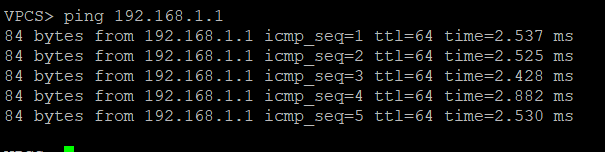 VPCS> ping 192.168.1.1
84 bytes from 192.168.1.1 icmp_seq=1 ttl=64 time=2.537 ms
84 bytes from 192.168.1.1 icmp_seq=2 ttl=64 time=2.525 ms
84 bytes from 192.168.1.1 icmp_seq=3 ttl=64 time=2.428 ms
84 bytes from 192.168.1.1 icmp_seq=4 ttl=64 time=2.882 ms
84 bytes from 192.168.1.1 icmp_seq=5 ttl=64 time=2.530 ms
VPCS>